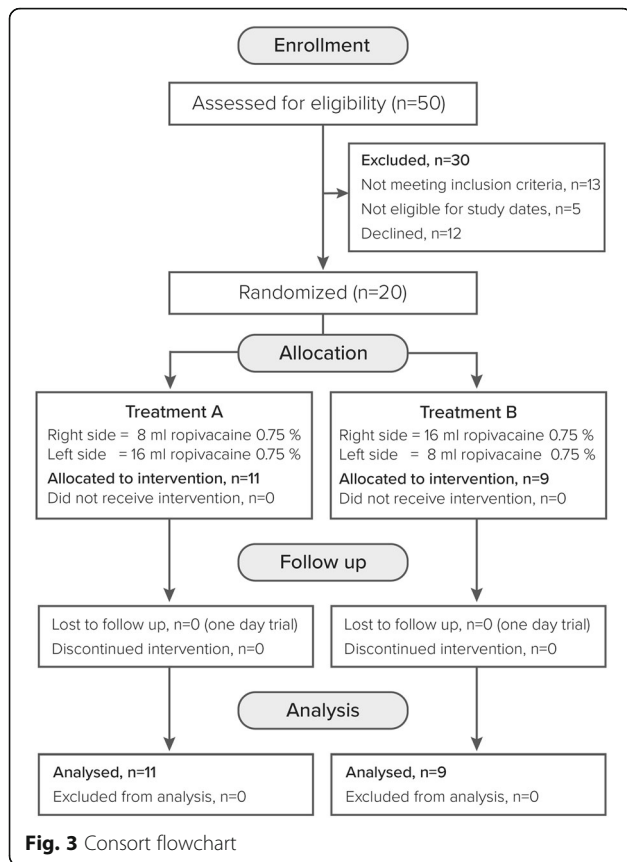 Enrollment
Assessed for eligibility (n=50)
Excluded, n=30
Not meeting inclusion criteria, n=13
Not eligible for study dates, n=5
Declined, n=12
Randomized (n=20)
Allocation
Treatment A
Right side = 8 ml ropivacaine 0.75 %
Left side = 16 ml ropivacaine 0.75 %
Allocated to intervention, n=11
Did not receive intervention, n=0
Treatment B
Right side = 16 ml ropivacaine 0.75 %
Left side = 8 ml ropivacaine 0.75 %
Allocated to intervention, n=9
Did not receive intervention, n=0
Follow up
Lost to follow up, n=0 (one day trial)
Discontinued intervention, n=0
Lost to follow up, n=0 (one day trial)
Discontinued intervention, n=0
Analysis
Analysed, n=11
Excluded from analysis, n=0
Analysed, n=9
Excluded from analysis, n=0
Fig. 3 Consort flowchart